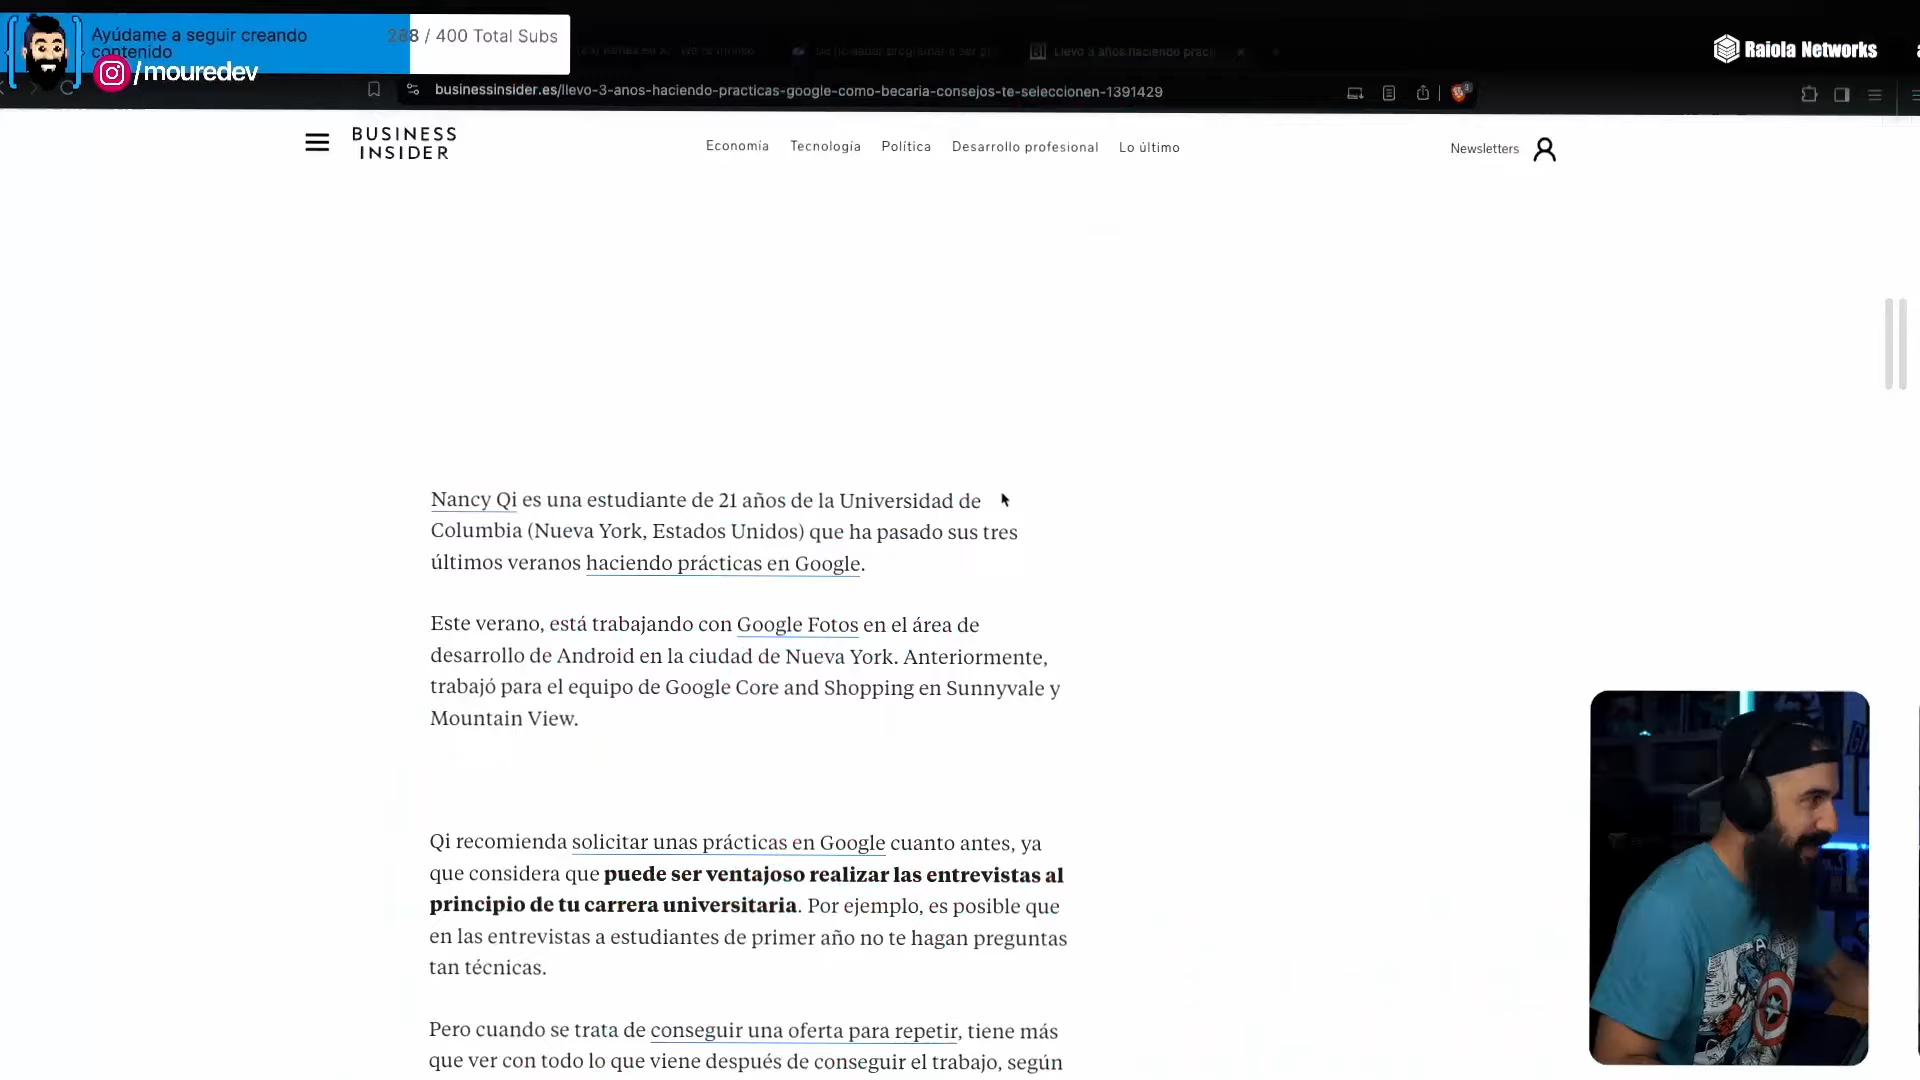 Ayúdame a seguir creando
contenido
/ 400 Total Subs
/mouredev
Llevo 3 años haciendo prácti
Raiola Networks
businessinsider.es/llevo-3-anos-haciendo-practicas-google-como-becaria-consejos-te-seleccionen-1391429
BUSINESS
INSIDER
Economía
Tecnología
Política
Desarrollo profesional
Lo último
Newsletters
Nancy Qi es una estudiante de 21 años de la Universidad de
Columbia (Nueva York, Estados Unidos) que ha pasado sus tres
últimos veranos haciendo prácticas en Google.
Este verano, está trabajando con Google Fotos en el área de
desarrollo de Android en la ciudad de Nueva York. Anteriormente,
trabajó para el equipo de Google Core and Shopping en Sunnyvale y
Mountain View.
Qi recomienda solicitar unas prácticas en Google cuanto antes, ya
que considera que puede ser ventajoso realizar las entrevistas al
principio de tu carrera universitaria. Por ejemplo, es posible que
en las entrevistas a estudiantes de primer año no te hagan preguntas
tan técnicas.
Pero cuando se trata de conseguir una oferta para repetir, tiene más
que ver con todo lo que viene después de conseguir el trabajo, según